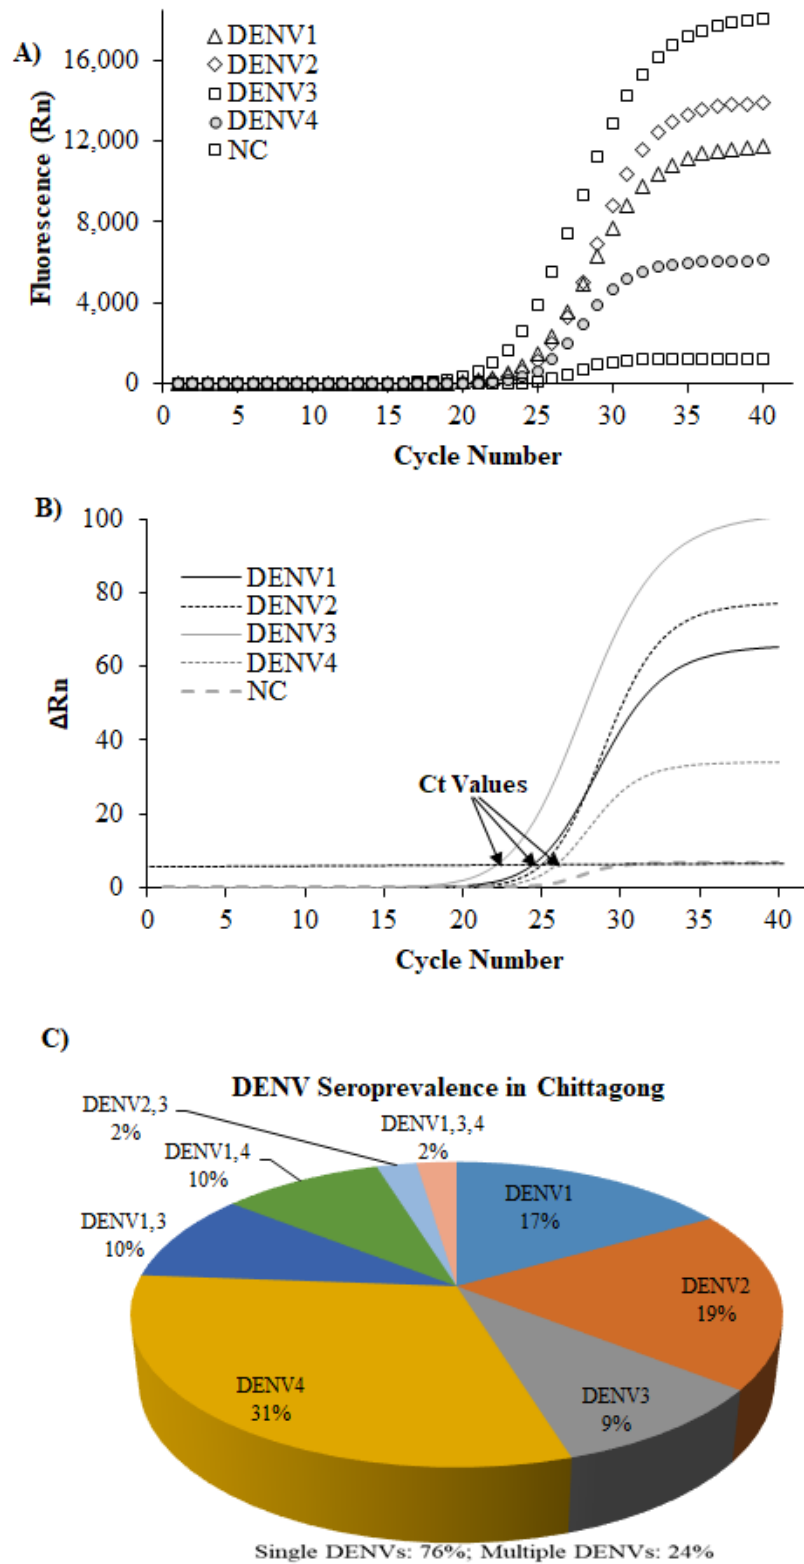 A)
DENV1
DENV2
DENV3
DENV4
NC
16,000
12,000
8,000
4,000
0
Fluorescence (Rn)
0 5 10 15 20 25 30 35 40
Cycle Number
B)
100
80
60
40
20
0
ΔRn
DENV1
DENV2
DENV3
DENV4
NC
Ct Values
0 5 10 15 20 25 30 35 40
Cycle Number
C)
DENV Seroprevalence in Chittagong
DENV2,3
2%
DENV1,3,4
2%
DENV1,4
10%
DENV1,3
10%
DENV1
17%
DENV2
19%
DENV3
9%
DENV4
31%
Single DENVs: 76%; Multiple DENVs: 24%